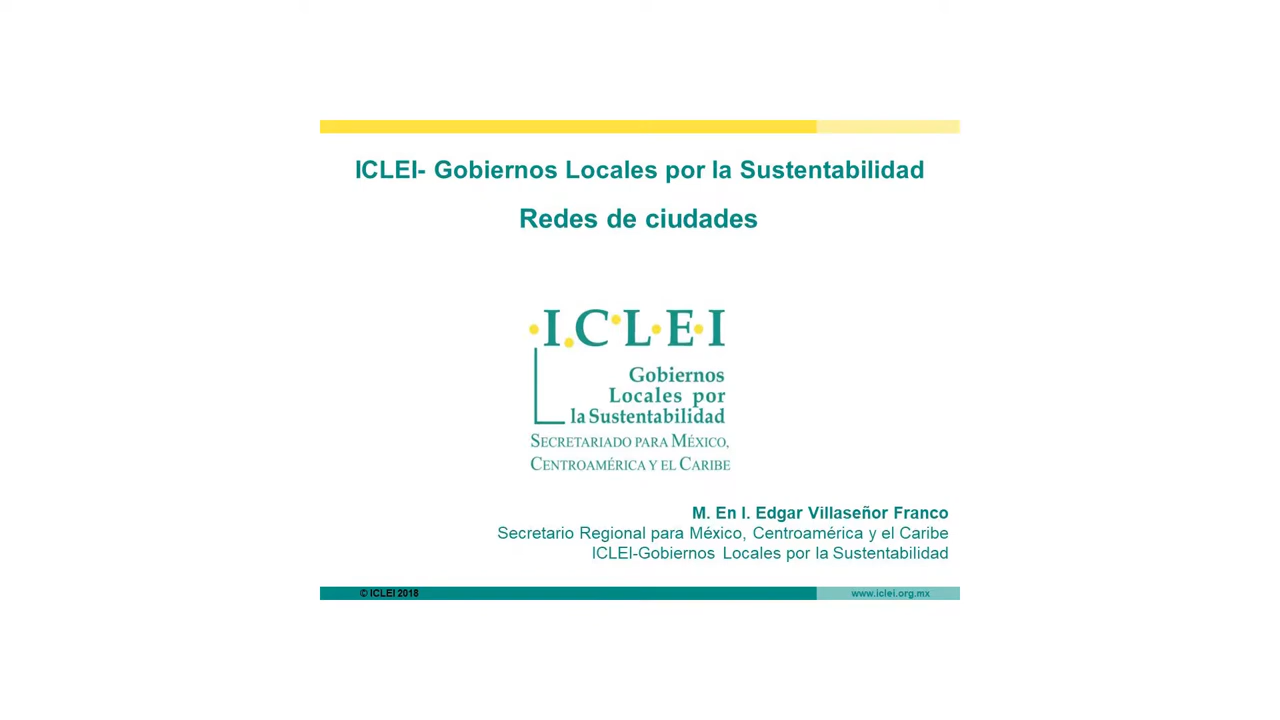 ICLEI- Gobiernos Locales por la Sustentabilidad
Redes de ciudades
I.C.L.E.I
Gobiernos
Locales por
la Sustentabilidad
SECRETARIADO PARA MÉXICO,
CENTROAMÉRICA Y EL CARIBE
M. En I. Edgar Villaseñor Franco
Secretario Regional para México, Centroamérica y el Caribe
ICLEI-Gobiernos Locales por la Sustentabilidad
© ICLEI 2018
www.iclei.org.mx